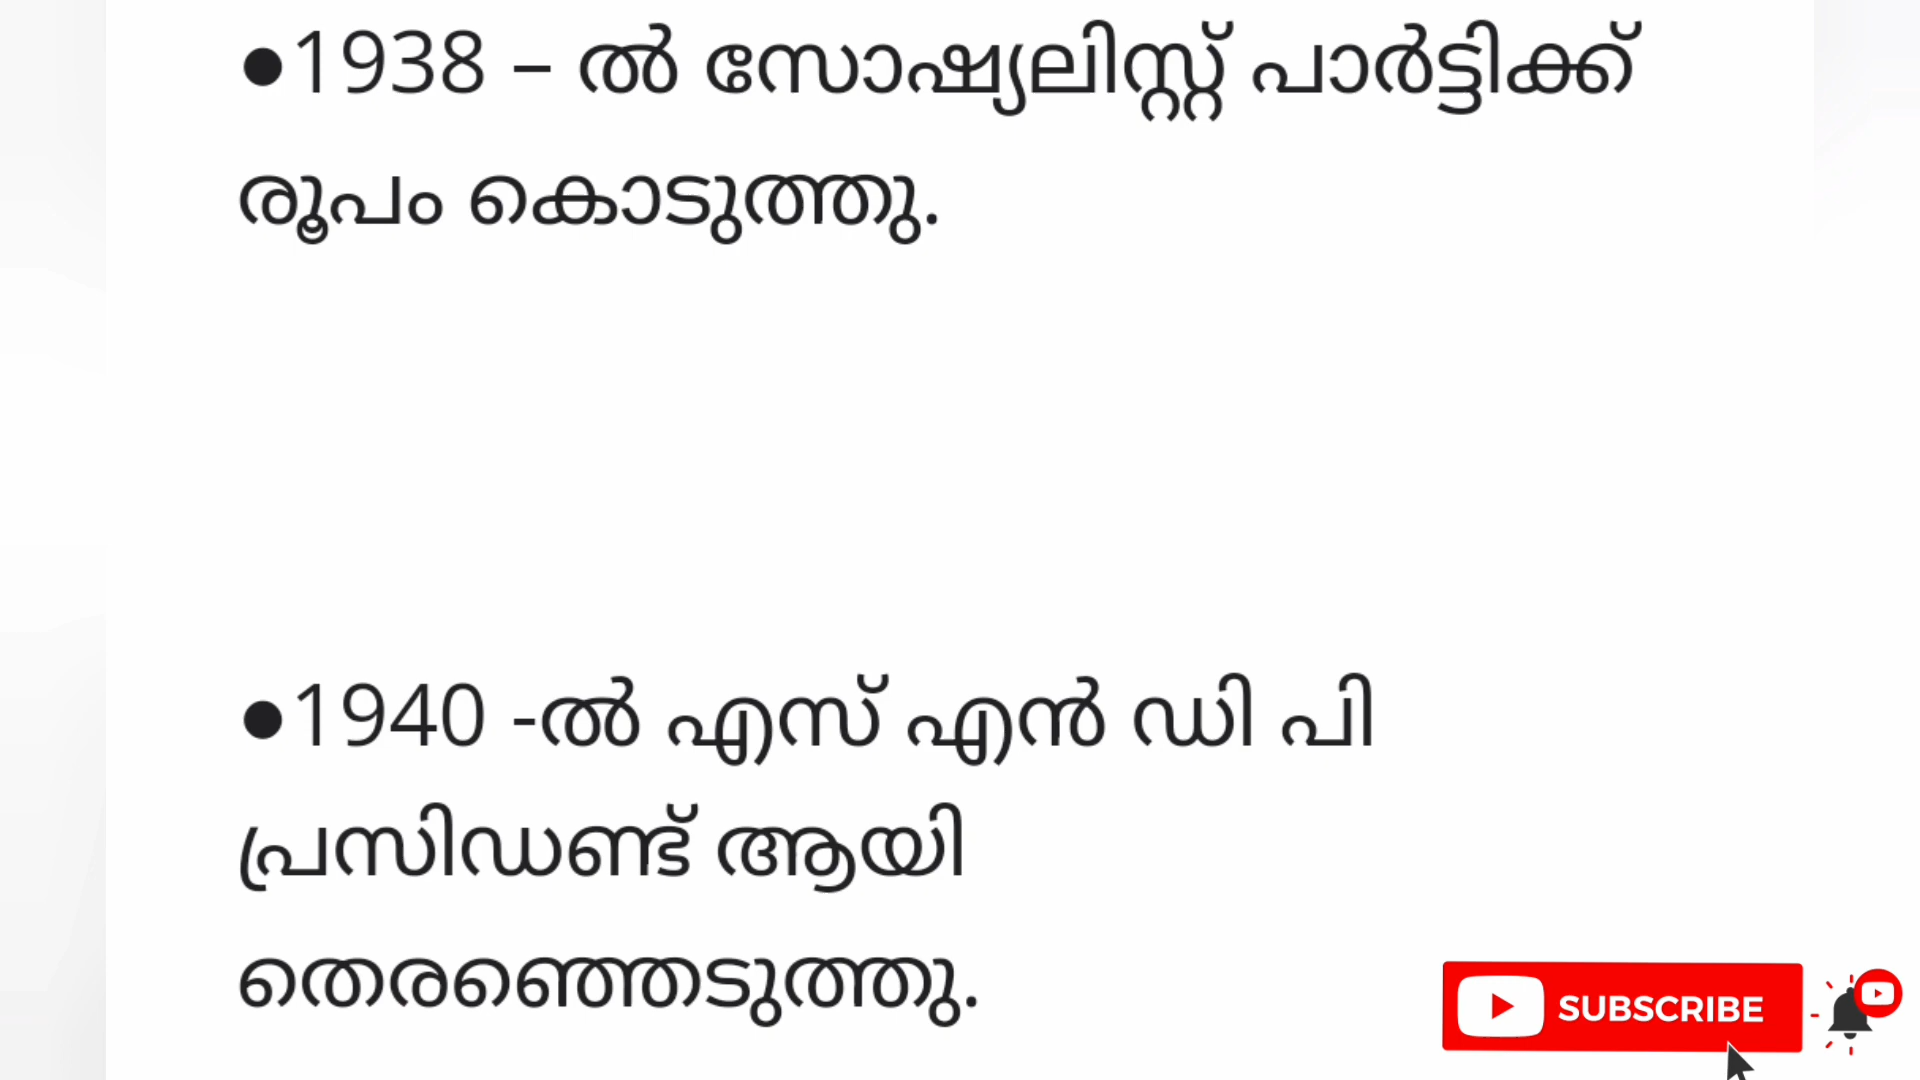 ●1938 – ൽ സോഷ്യലിസ്റ്റ് പാർട്ടിക്ക്
രൂപം കൊടുത്തു.
●1940 -ൽ എസ് എൻ ഡി പി
പ്രസിഡണ്ട് ആയി
തെരഞ്ഞെടുത്തു.
SUBSCRIBE